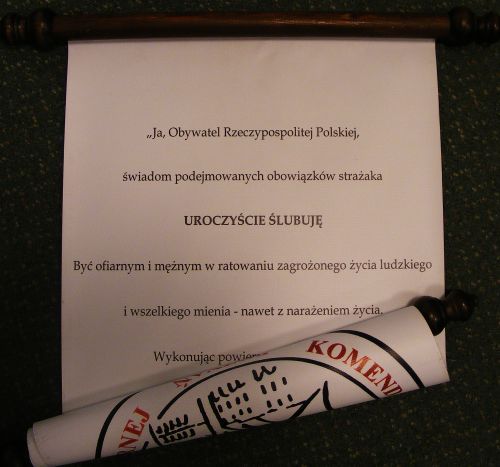 „Ja, Obywatel Rzeczypospolitej Polskiej,
świadom podejmowanych obowiązków strażaka
UROCZYŚCIE ŚLUBUJĘ
Być ofiarnym i mężnym w ratowaniu zagrożonego życia ludzkiego
i wszelkiego mienia - nawet z narażeniem życia.
Wykonując
KOMEND